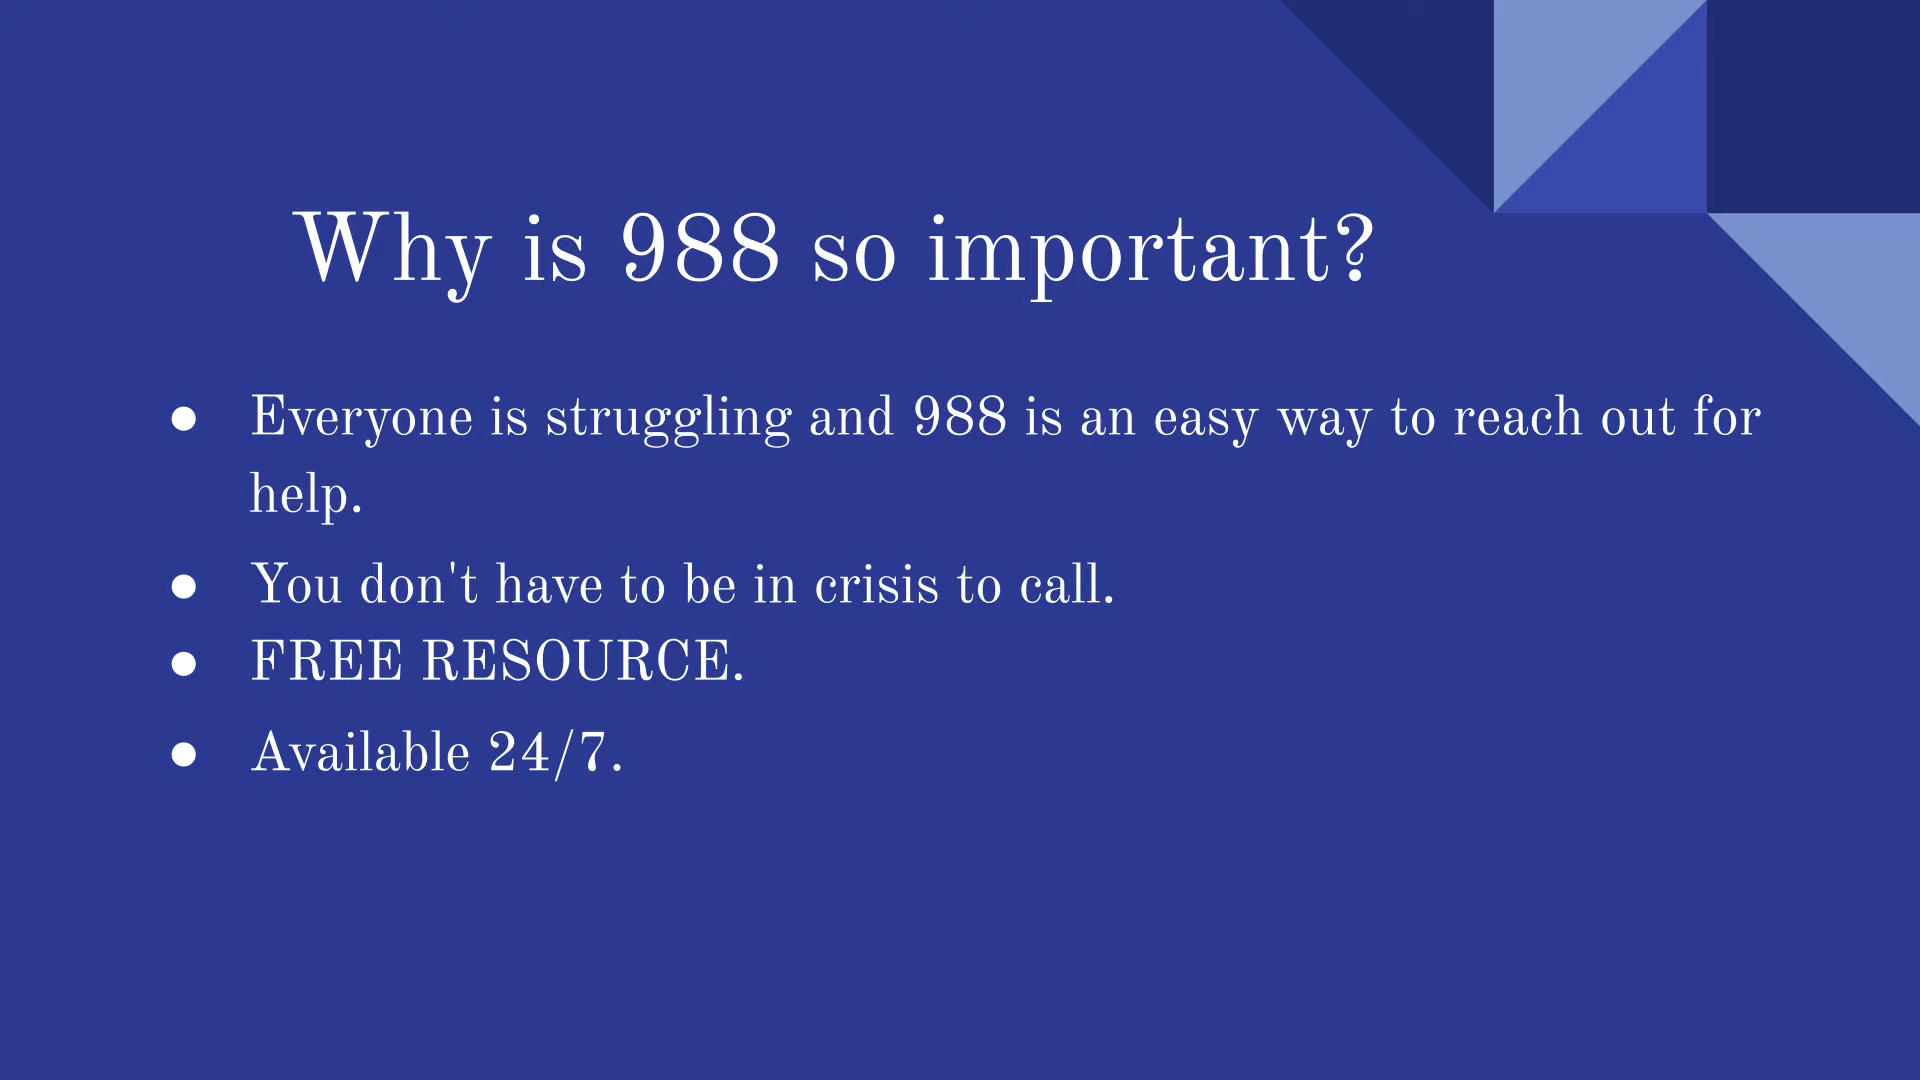 Why is 988 so important?
● Everyone is struggling and 988 is an easy way to reach out for
help.
● You don't have to be in crisis to call.
● FREE RESOURCE.
● Available 24/7.